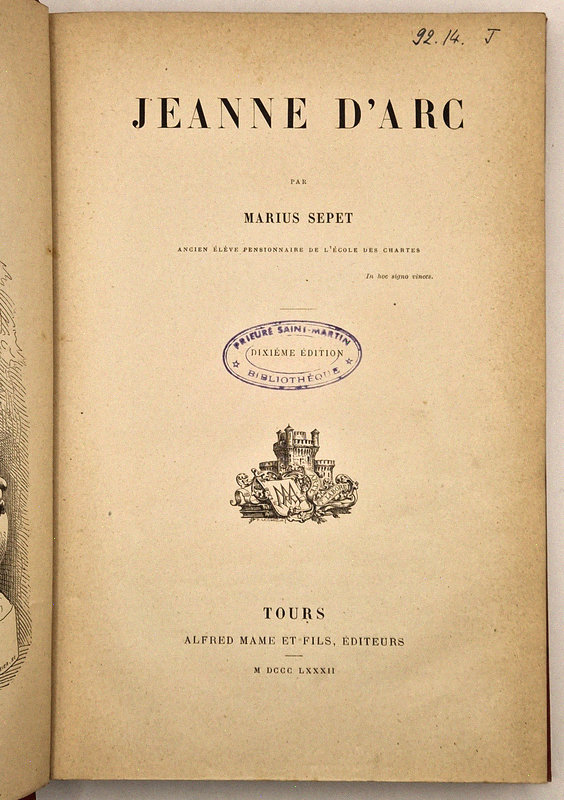 92.14. J
JEANNE D'ARC
PAR
MARIUS SEPET
ANCIEN ÉLÈVE PENSIONNAIRE DE L'ÉCOLE DES CHARTES
In hoc signo vinces.
PRIEURÉ SAINT-MARTIN
DIXIÈME ÉDITION
BIBLIOTHÈQUE
TOURS
ALFRED MAME ET FILS, ÉDITEURS
M DCCC LXXXII